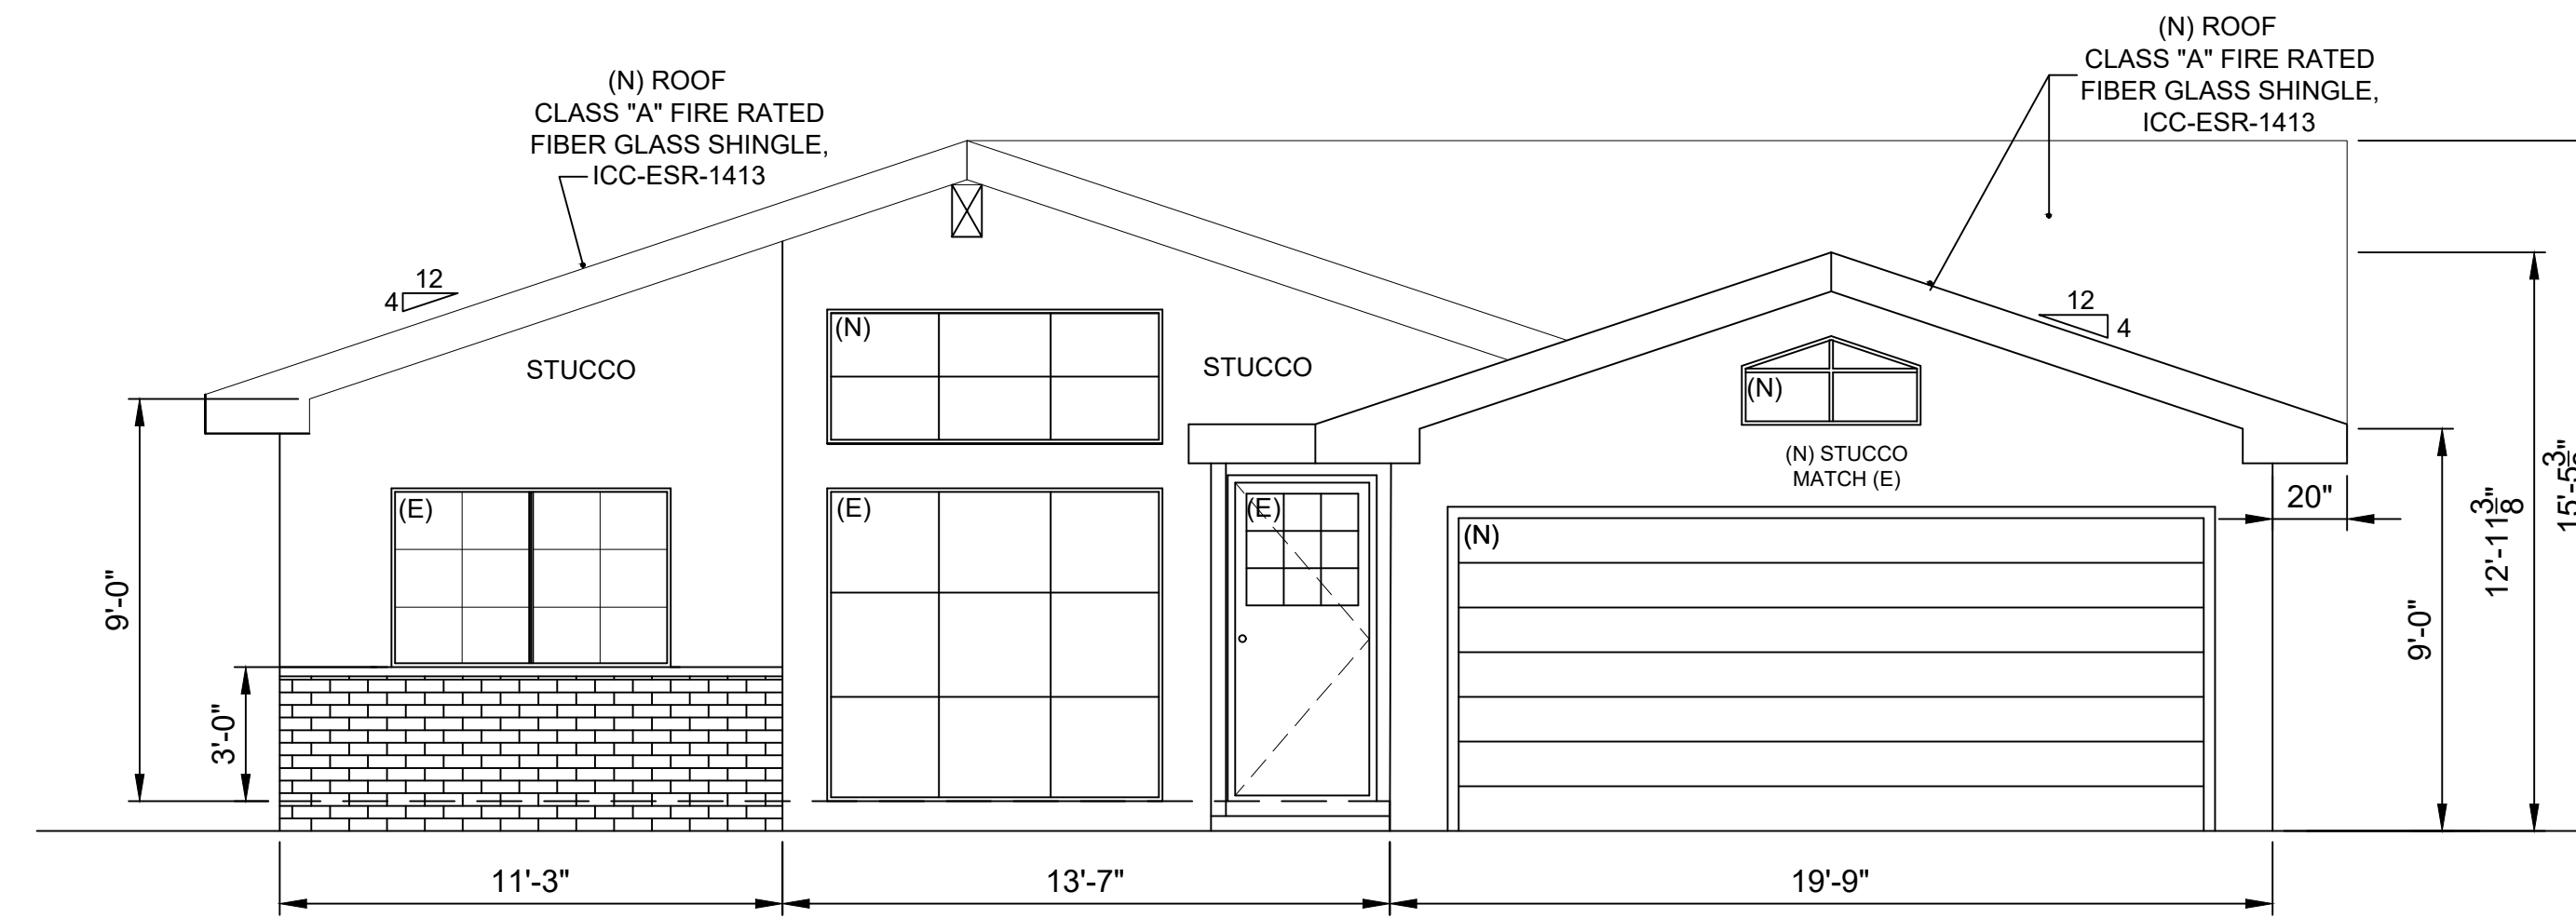 (N) ROOF
CLASS "A" FIRE RATED
FIBER GLASS SHINGLE,
ICC-ESR-1413
(N) ROOF
CLASS "A" FIRE RATED
FIBER GLASS SHINGLE,
ICC-ESR-1413
12
4
12
4
STUCCO
STUCCO
(N)
(N)
(N) STUCCO
MATCH (E)
(E)
(E)
(E)
(N)
20"
9'-0"
3'-0"
9'-0"
12'-11 3/8"
11'-3"
13'-7"
19'-9"